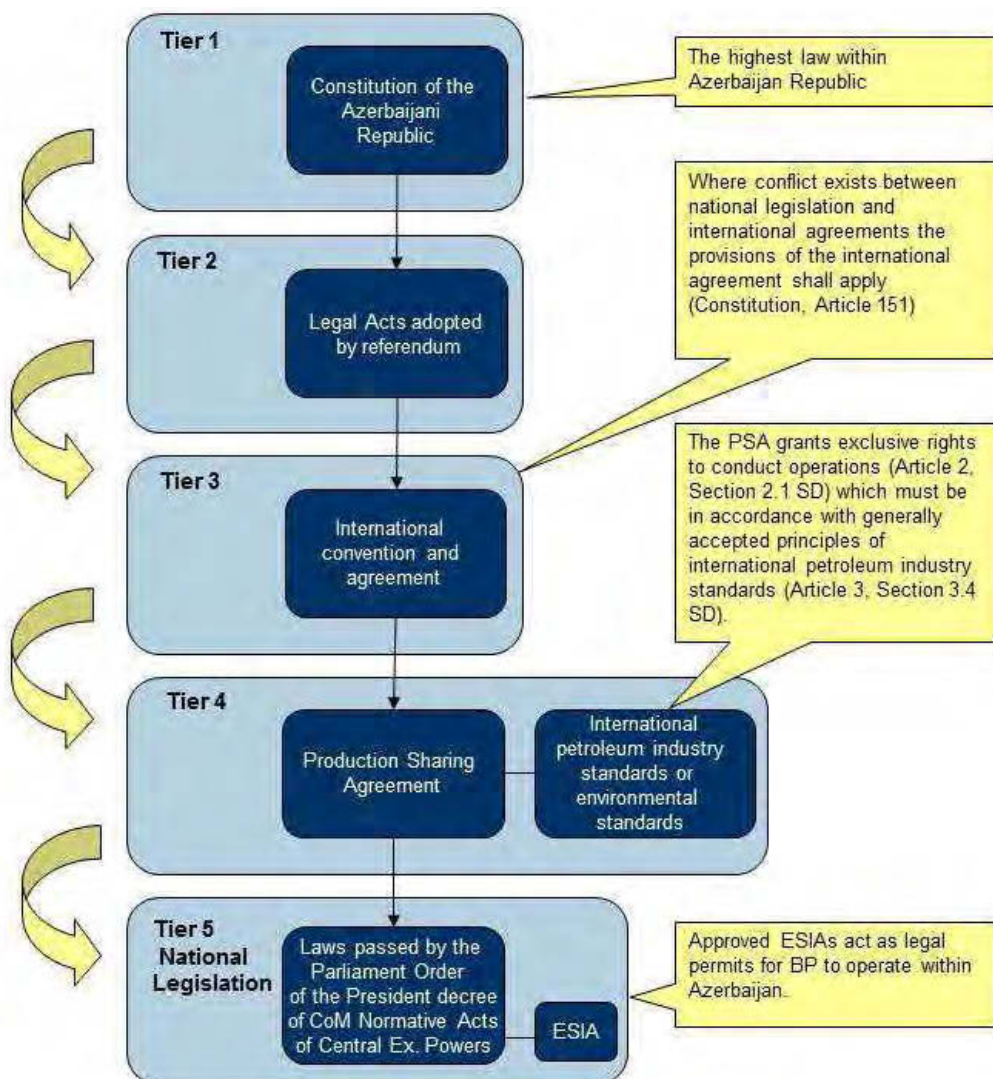 Tier 1
Constitution of the
Azerbaijani
Republic
The highest law within
Azerbaijan Republic
Tier 2
Legal Acts adopted
by referendum
Where conflict exists between
national legislation and
international agreements the
provisions of the international
agreement shall apply
(Constitution, Article 151)
Tier 3
International
convention and
agreement
The PSA grants exclusive rights
to conduct operations (Article 2,
Section 2.1 SD) which must be
in accordance with generally
accepted principles of
international petroleum industry
standards (Article 3, Section 3.4
SD).
Tier 4
Production Sharing
Agreement
International
petroleum industry
standards or
environmental
standards
Tier 5
National
Legislation
Laws passed by the
Parliament Order
of the President decree
of CoM Normative Acts
of Central Ex. Powers
ESIA
Approved ESIAs act as legal
permits for BP to operate within
Azerbaijan.